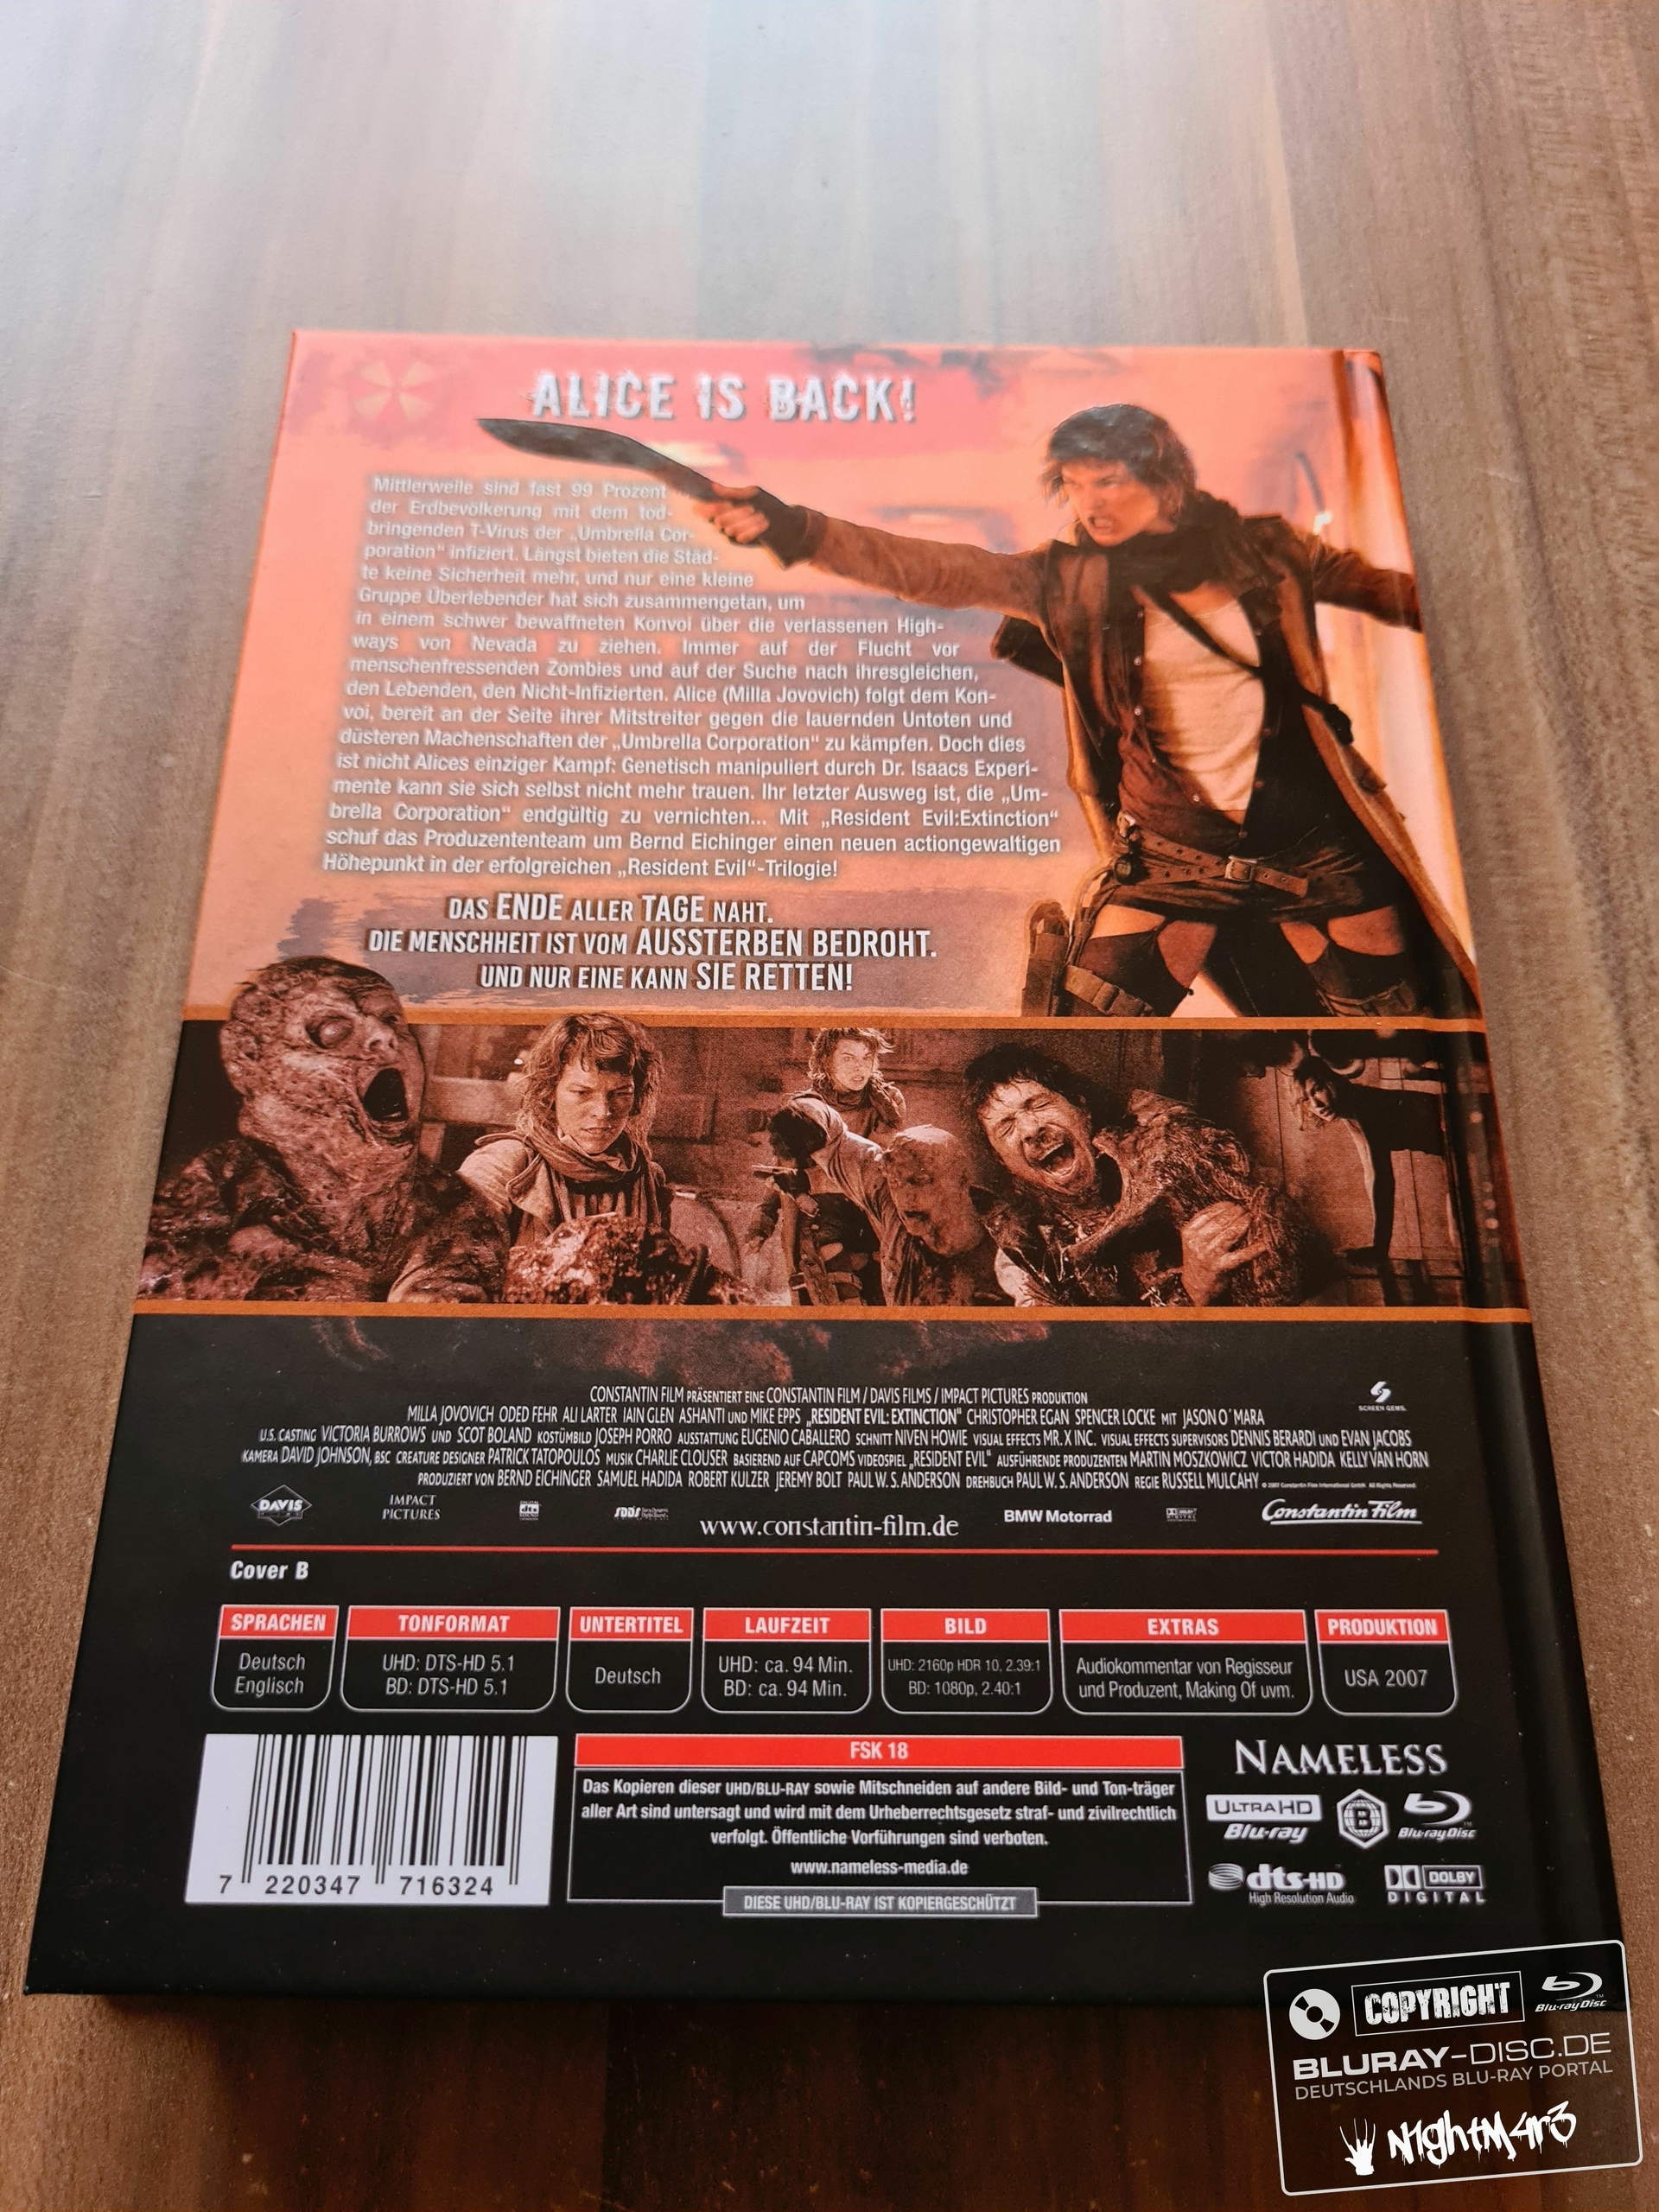 ALICE IS BACK!
Mittlerweile sind fast 99 Prozent
der Erdbevölkerung mit dem tod-
bringenden T-Virus der „Umbrella Cor-
poration“ infiziert. Längst bieten die Städ-
te keine Sicherheit mehr, und nur eine kleine
Gruppe Überlebender hat sich zusammengetan, um
in einem schwer bewaffneten Konvoi über die verlassenen High-
ways von Nevada zu ziehen. Immer auf der Flucht vor
menschenfressenden Zombies und auf der Suche nach ihresgleichen,
den Lebenden, den Nicht-Infizierten. Alice (Milla Jovovich) folgt dem Kon-
voi, bereit an der Seite ihrer Mitstreiter gegen die lauernden Untoten und
düsteren Machenschaften der „Umbrella Corporation“ zu kämpfen. Doch dies
ist nicht Alices einziger Kampf: Genetisch manipuliert durch Dr. Isaacs Experi-
mente kann sie sich selbst nicht mehr trauen. Ihr letzter Ausweg ist, die „Um-
brella Corporation“ endgültig zu vernichten... Mit „Resident Evil:Extinction“
schuf das Produzententeam um Bernd Eichinger einen neuen actiongewaltigen
Höhepunkt in der erfolgreichen „Resident Evil“-Trilogie!
DAS ENDE ALLER TAGE NAHT.
DIE MENSCHHEIT IST VOM AUSSTERBEN BEDROHT.
UND NUR EINE KANN SIE RETTEN!
CONSTANTIN FILM PRÄSENTIERT EINE CONSTANTIN FILM / DAVIS FILMS / IMPACT PICTURES PRODUKTION
SCREEN GEMS
MILLA JOVOVICH ODED FEHR ALI LARTER IAIN GLEN ASHANTI UND MIKE EPPS „RESIDENT EVIL: EXTINCTION“ CHRISTOPHER EGAN SPENCER LOCKE MIT JASON O´MARA
U.S. CASTING VICTORIA BURROWS UND SCOT BOLAND KOSTÜMBILD JOSEPH PORRO AUSSTATTUNG EUGENIO CABALLERO SCHNITT NIVEN HOWIE VISUAL EFFECTS MR. X INC. VISUAL EFFECTS SUPERVISORS DENNIS BERARDI UND EVAN JACOBS
KAMERA DAVID JOHNSON, BSC CREATURE DESIGNER PATRICK TATOPOULOS MUSIK CHARLIE CLOUSER BASIEREND AUF CAPCOMS VIDEOSPIEL „RESIDENT EVIL“ AUSFÜHRENDE PRODUZENTEN MARTIN MOSZKOWICZ VICTOR HADIDA KELLY VAN HORN
PRODUZIERT VON BERND EICHINGER SAMUEL HADIDA ROBERT KULZER JEREMY BOLT PAUL W. S. ANDERSON DREHBUCH PAUL W. S. ANDERSON REGIE RUSSELL MULCAHY © 2007 Constantin Film International GmbH. All Rights Reserved.
DAVIS
IMPACT
PICTURES
dts
SDDS
www.constantin-film.de
BMW Motorrad
Constantin Film
Cover B
SPRACHEN
Deutsch
Englisch
TONFORMAT
UHD: DTS-HD 5.1
BD: DTS-HD 5.1
UNTERTITEL
Deutsch
LAUFZEIT
UHD: ca. 94 Min.
BD: ca. 94 Min.
BILD
UHD: 2160p HDR 10, 2.39:1
BD: 1080p, 2.40:1
EXTRAS
Audiokommentar von Regisseur
und Produzent, Making Of uvm.
PRODUKTION
USA 2007
7 220347 716324
FSK 18
Das Kopieren dieser UHD/BLU-RAY sowie Mitschneiden auf andere Bild- und Ton-träger
aller Art sind untersagt und wird mit dem Urheberrechtsgesetz straf- und zivilrechtlich
verfolgt. Öffentliche Vorführungen sind verboten.
www.nameless-media.de
DIESE UHD/BLU-RAY IST KOPIERGESCHÜTZT
NAMELESS
ULTRA HD
Blu-ray
B
Blu-ray Disc
dts-HD
High Resolution Audio
DOLBY
DIGITAL
COPYRIGHT
Blu-ray Disc
BLURAY-DISC.DE
DEUTSCHLANDS BLU-RAY PORTAL
N1ghtM4r3